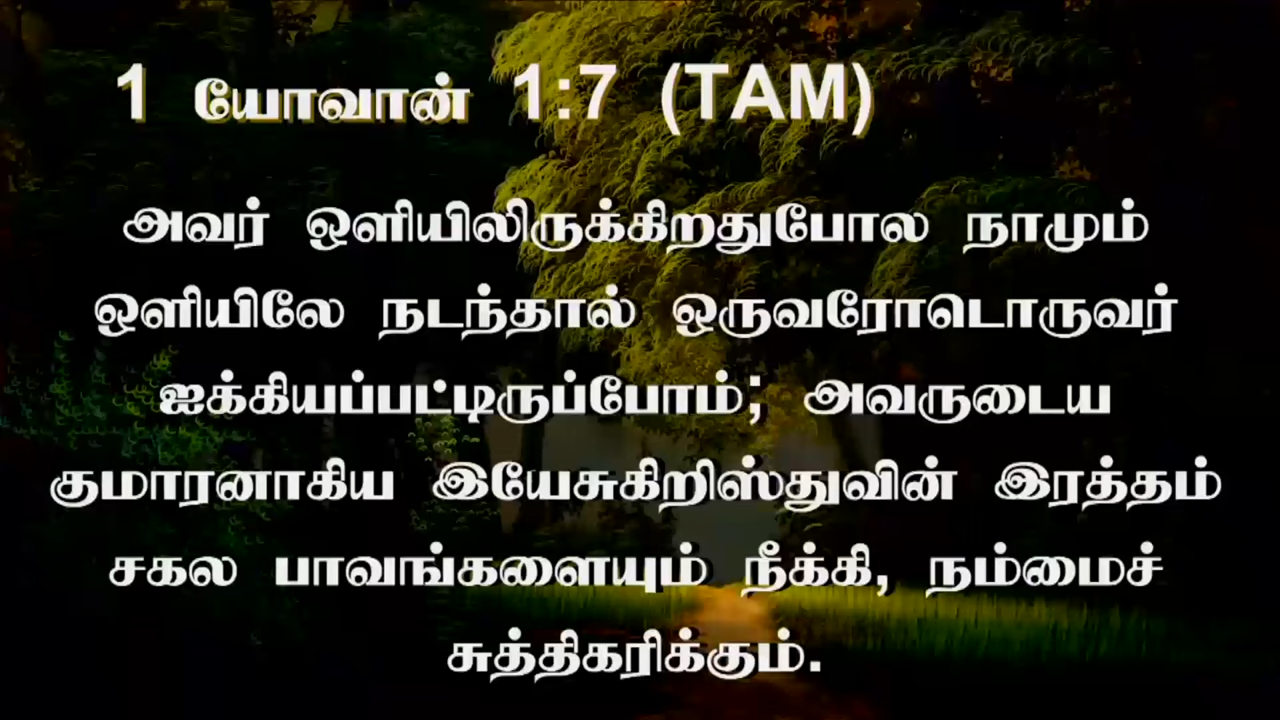 1 யோவான் 1:7 (TAM)
அவர் ஒளியிலிருக்கிறதுபோல நாமும்
ஒளியிலே நடந்தால் ஒருவரோடொருவர்
ஐக்கியப்பட்டிருப்போம்; அவருடைய
குமாரனாகிய இயேசுகிறிஸ்துவின் இரத்தம்
சகல பாவங்களையும் நீக்கி, நம்மைச்
சுத்திகரிக்கும்.